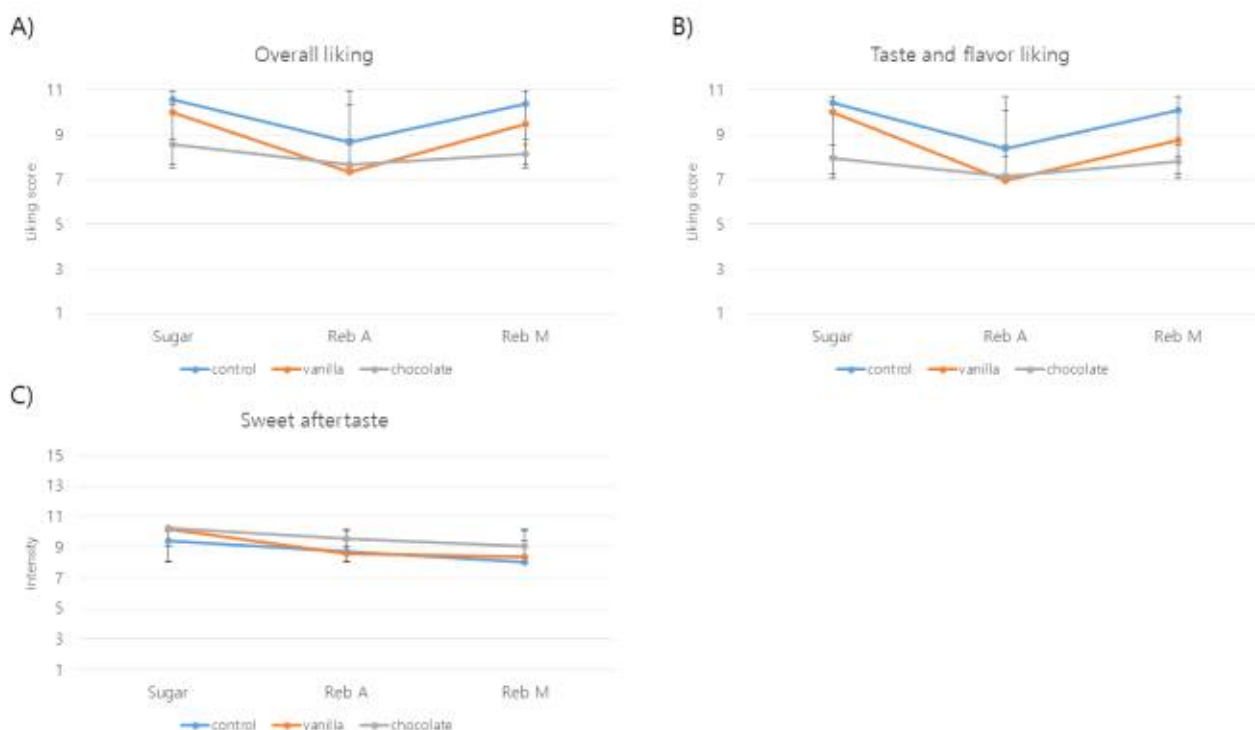 A)
Overall liking
11
9
7
5
3
1
Liking score
Sugar Reb A Reb M
control vanilla chocolate
B)
Taste and flavor liking
11
9
7
5
3
1
Liking score
Sugar Reb A Reb M
control vanilla chocolate
C)
Sweet aftertaste
15
13
11
9
7
5
3
1
Intensity
Sugar Reb A Reb M
control vanilla chocolate